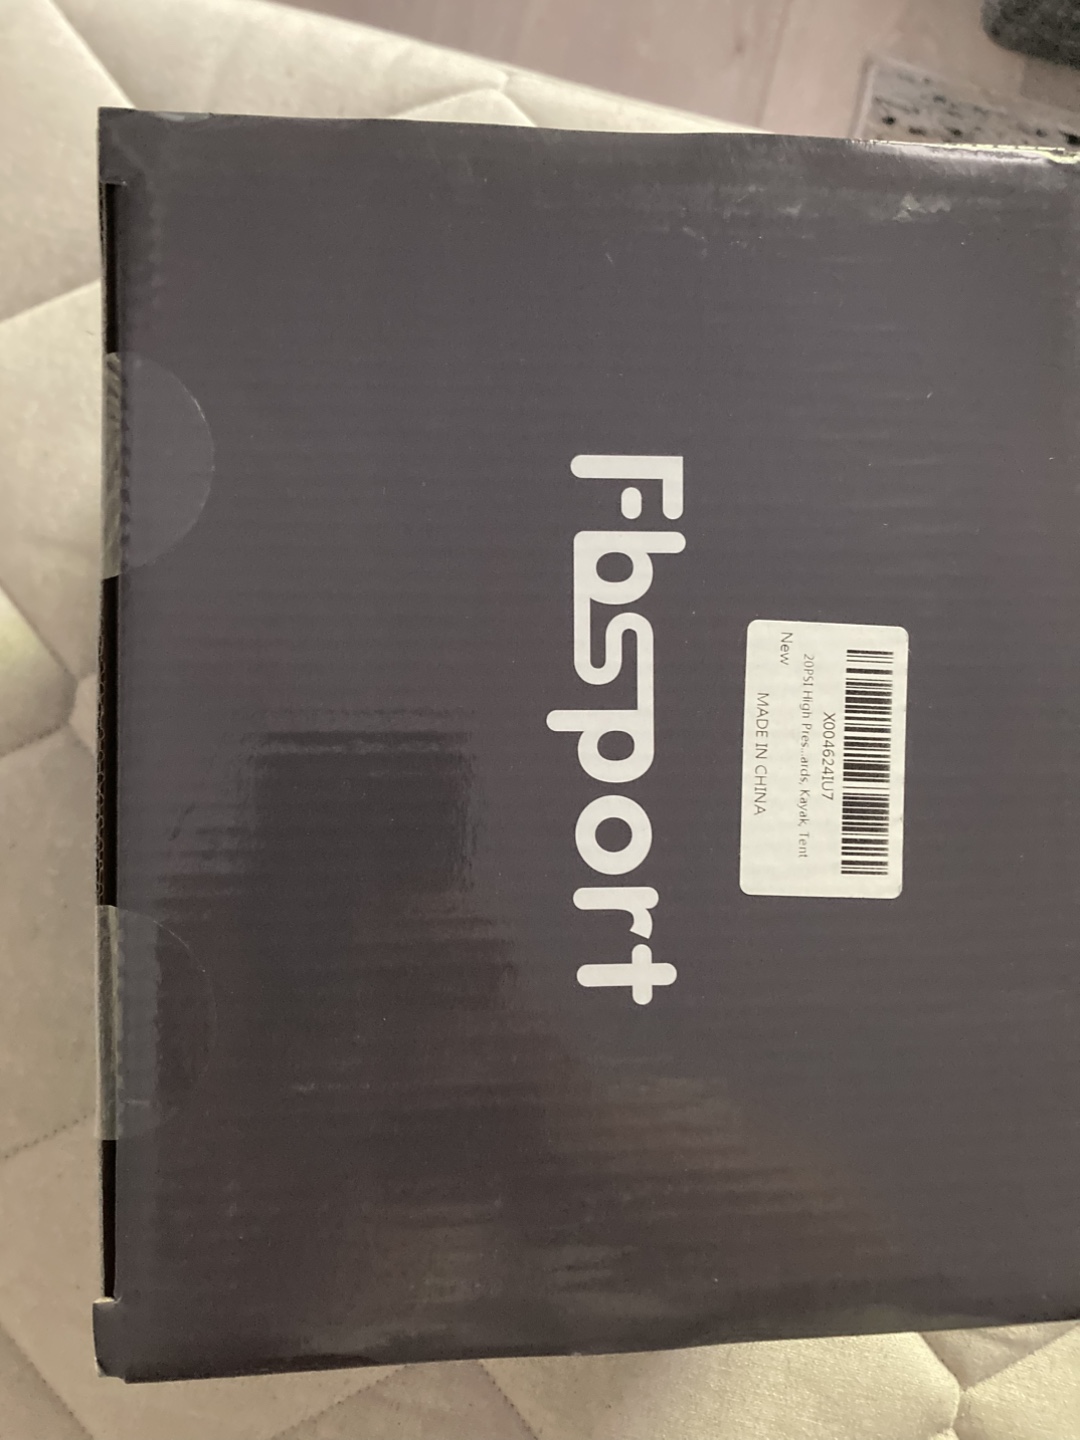 Fbsport
X004624IU7
20PSI High Pres...ards, Kayak, Tent
New
MADE IN CHINA